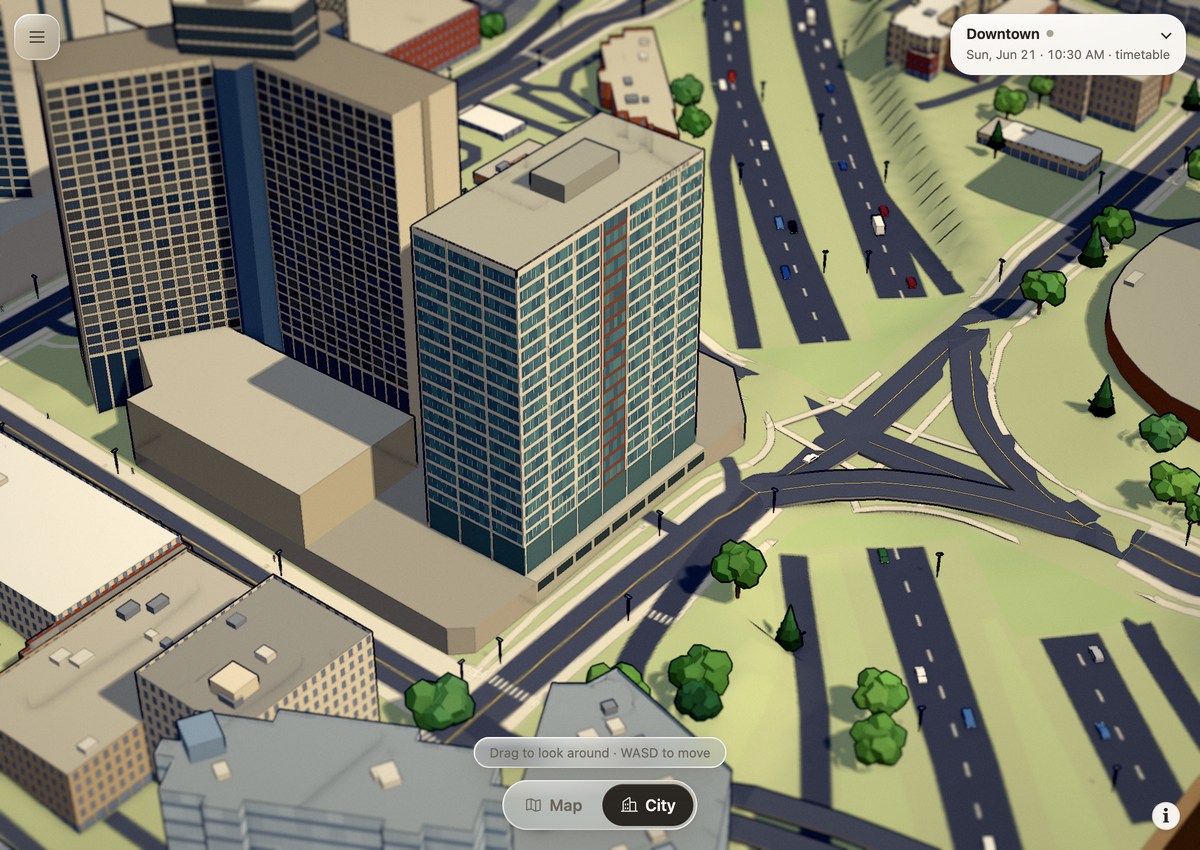 Downtown
Sun, Jun 21 · 10:30 AM · timetable
Drag to look around · WASD to move
Map
City